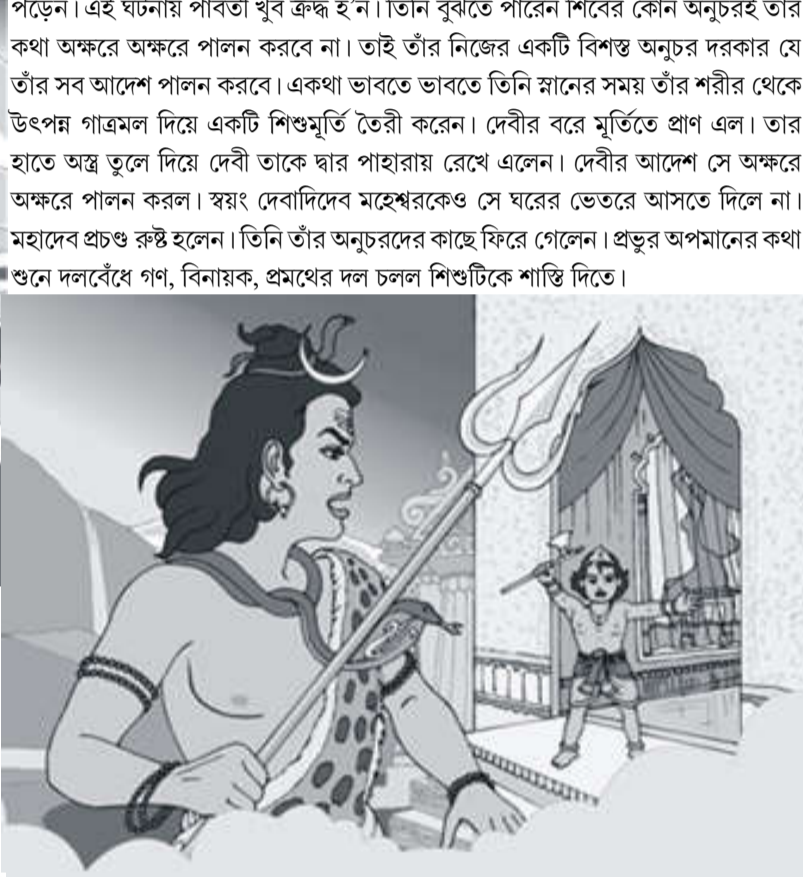 পড়েন। এই ঘটনায় পার্বতী খুব ক্রুদ্ধ হ'ন। তিনি বুঝতে পারেন শিবের কোন অনুচরই তাঁর
কথা অক্ষরে অক্ষরে পালন করবে না। তাই তাঁর নিজের একটি বিশস্ত অনুচর দরকার যে
তাঁর সব আদেশ পালন করবে। একথা ভাবতে ভাবতে তিনি স্নানের সময় তাঁর শরীর থেকে
উৎপন্ন গাত্রমল দিয়ে একটি শিশুমূর্তি তৈরী করেন। দেবীর বরে মূর্তিতে প্রাণ এল। তার
হাতে অস্ত্র তুলে দিয়ে দেবী তাকে দ্বার পাহারায় রেখে এলেন। দেবীর আদেশ সে অক্ষরে
অক্ষরে পালন করল। স্বয়ং দেবাদিদেব মহেশ্বরকেও সে ঘরের ভেতরে আসতে দিলে না।
মহাদেব প্রচণ্ড রুষ্ট হলেন। তিনি তাঁর অনুচরদের কাছে ফিরে গেলেন। প্রভুর অপমানের কথা
শুনে দলবেঁধে গণ, বিনায়ক, প্রমথের দল চলল শিশুটিকে শাস্তি দিতে।